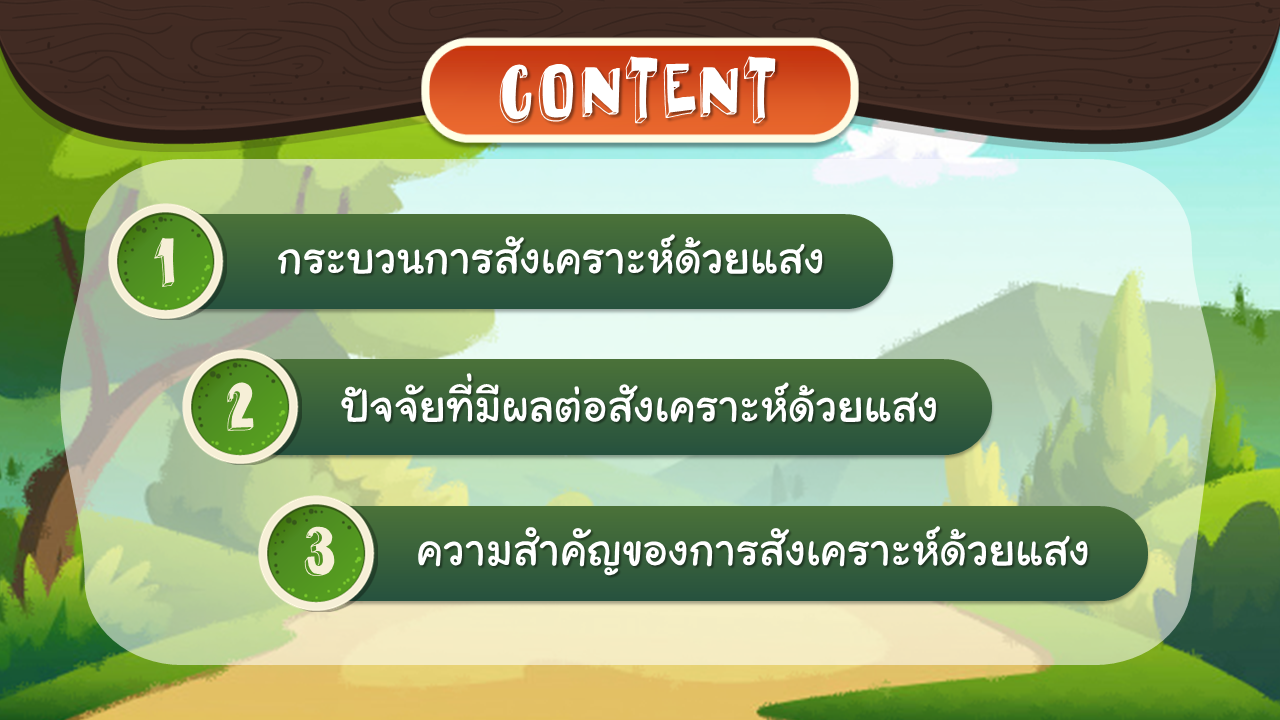 CONTENT
1 กระบวนการสังเคราะห์ด้วยแสง
2 ปัจจัยที่มีผลต่อสังเคราะห์ด้วยแสง
3 ความสำคัญของการสังเคราะห์ด้วยแสง